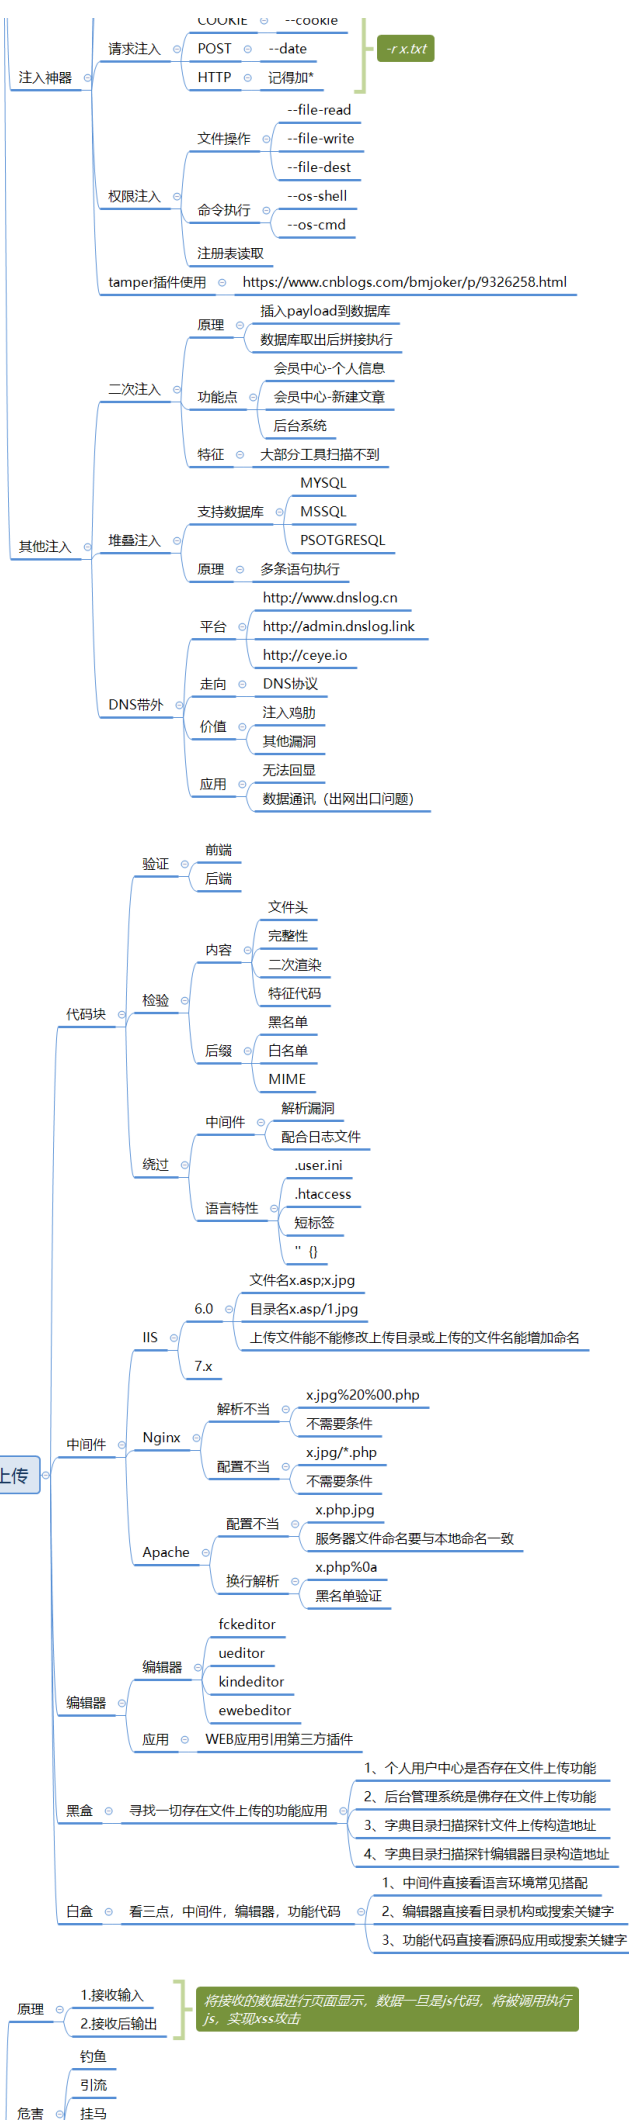 COOKIE
--cookie
请求注入
POST
--date
-r x.txt
注入神器
HTTP
记得加*
--file-read
文件操作
--file-write
--file-dest
权限注入
--os-shell
命令执行
--os-cmd
注册表读取
tamper插件使用
https://www.cnblogs.com/bmjoker/p/9326258.html
插入payload到数据库
原理
数据库取出后拼接执行
会员中心-个人信息
二次注入
功能点
会员中心-新建文章
后台系统
特征
大部分工具扫描不到
MYSQL
支持数据库
MSSQL
其他注入
堆叠注入
PSOTGRESQL
原理
多条语句执行
http://www.dnslog.cn
平台
http://admin.dnslog.link
http://ceye.io
走向
DNS协议
DNS带外
注入鸡肋
价值
其他漏洞
无法回显
应用
数据通讯（出网出口问题）
前端
验证
后端
文件头
内容
完整性
二次渲染
检验
特征代码
代码块
黑名单
后缀
白名单
MIME
解析漏洞
中间件
配合日志文件
绕过
.user.ini
.htaccess
语言特性
短标签
'' {}
文件名x.asp;x.jpg
6.0
目录名x.asp/1.jpg
IIS
上传文件能不能修改上传目录或上传的文件名能增加命名
7.x
x.jpg%20%00.php
解析不当
不需要条件
中间件
Nginx
x.jpg/*.php
配置不当
不需要条件
上传
x.php.jpg
配置不当
服务器文件命名要与本地命名一致
Apache
x.php%0a
换行解析
黑名单验证
fckeditor
编辑器
ueditor
kindeditor
编辑器
ewebeditor
应用
WEB应用引用第三方插件
1、个人用户中心是否存在文件上传功能
黑盒
寻找一切存在文件上传的功能应用
2、后台管理系统是佛存在文件上传功能
3、字典目录扫描探针文件上传构造地址
4、字典目录扫描探针编辑器目录构造地址
1、中间件直接看语言环境常见搭配
白盒
看三点，中间件，编辑器，功能代码
2、编辑器直接看目录机构或搜索关键字
3、功能代码直接看源码应用或搜索关键字
1.接收输入
原理
2.接收后输出
将接收的数据进行页面显示，数据一旦是js代码，将被调用执行
js，实现xss攻击
钓鱼
引流
危害
挂马